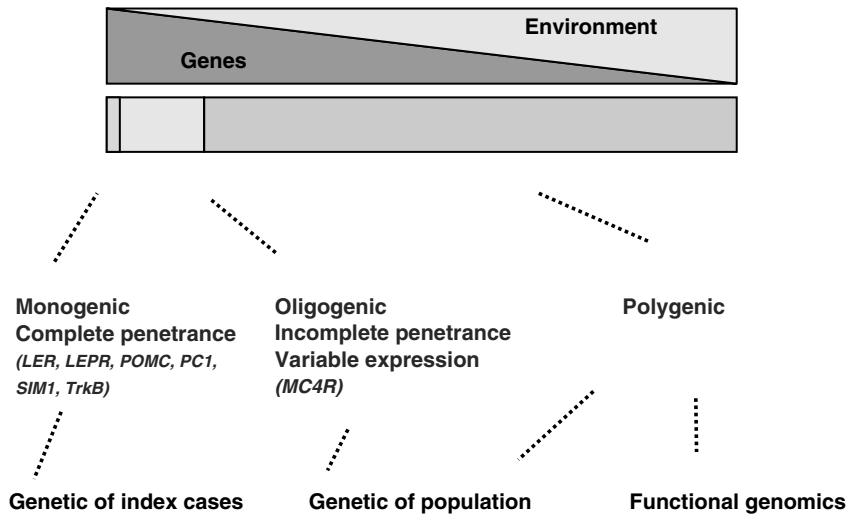 Environment
Genes
Monogenic
Complete penetrance
(LER, LEPR, POMC, PC1,
SIM1, TrkB)
Oligogenic
Incomplete penetrance
Variable expression
(MC4R)
Polygenic
Genetic of index cases
Genetic of population
Functional genomics